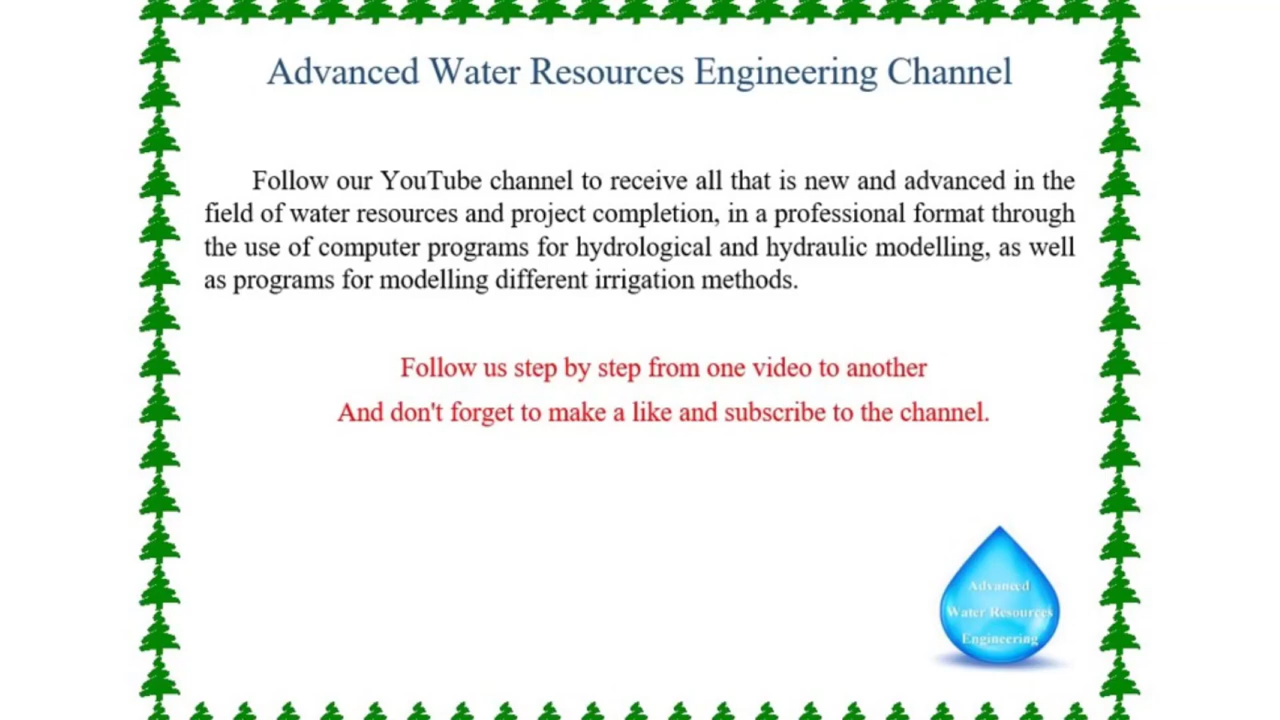 Advanced Water Resources Engineering Channel
Follow our YouTube channel to receive all that is new and advanced in the
field of water resources and project completion, in a professional format through
the use of computer programs for hydrological and hydraulic modelling, as well
as programs for modelling different irrigation methods.
Follow us step by step from one video to another
And don't forget to make a like and subscribe to the channel.
Advanced
Water Resources
Engineering